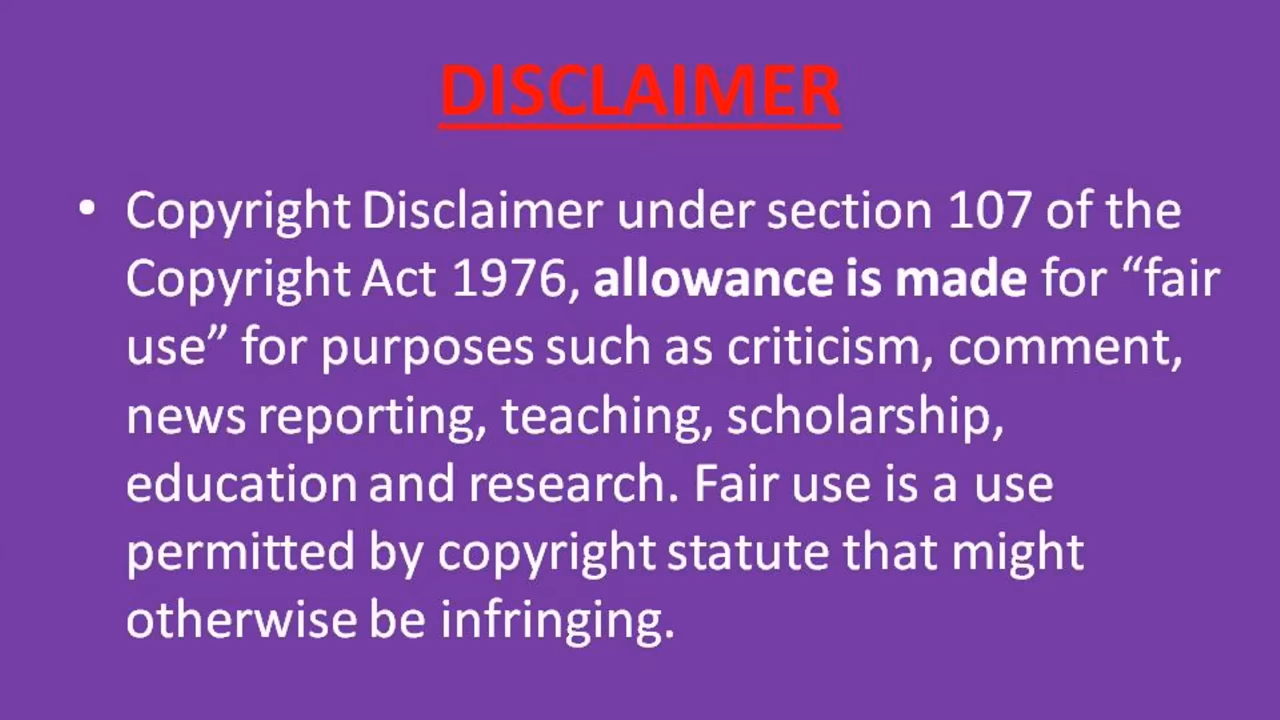 DISCLAIMER
• Copyright Disclaimer under section 107 of the
Copyright Act 1976, allowance is made for “fair
use” for purposes such as criticism, comment,
news reporting, teaching, scholarship,
education and research. Fair use is a use
permitted by copyright statute that might
otherwise be infringing.